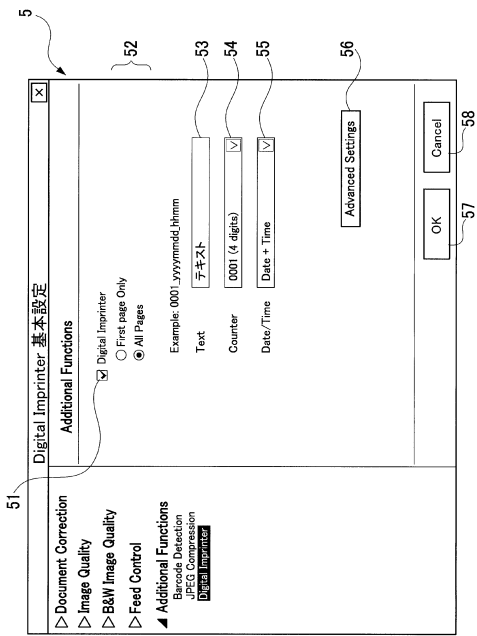 Digital Imprinter 基本設定
5
51
Document Correction
Image Quality
B&W Image Quality
Feed Control
Additional Functions
Barcode Detection
JPEG Compression
Digital Imprinter
Additional Functions
Digital Imprinter
First page Only
All Pages
52
Example: 0001_yyyymmdd_hhmm
Text テキスト
53
Counter 0001 (4 digits)
54
Date/Time Date + Time
55
Advanced Settings
56
OK
Cancel
57
58